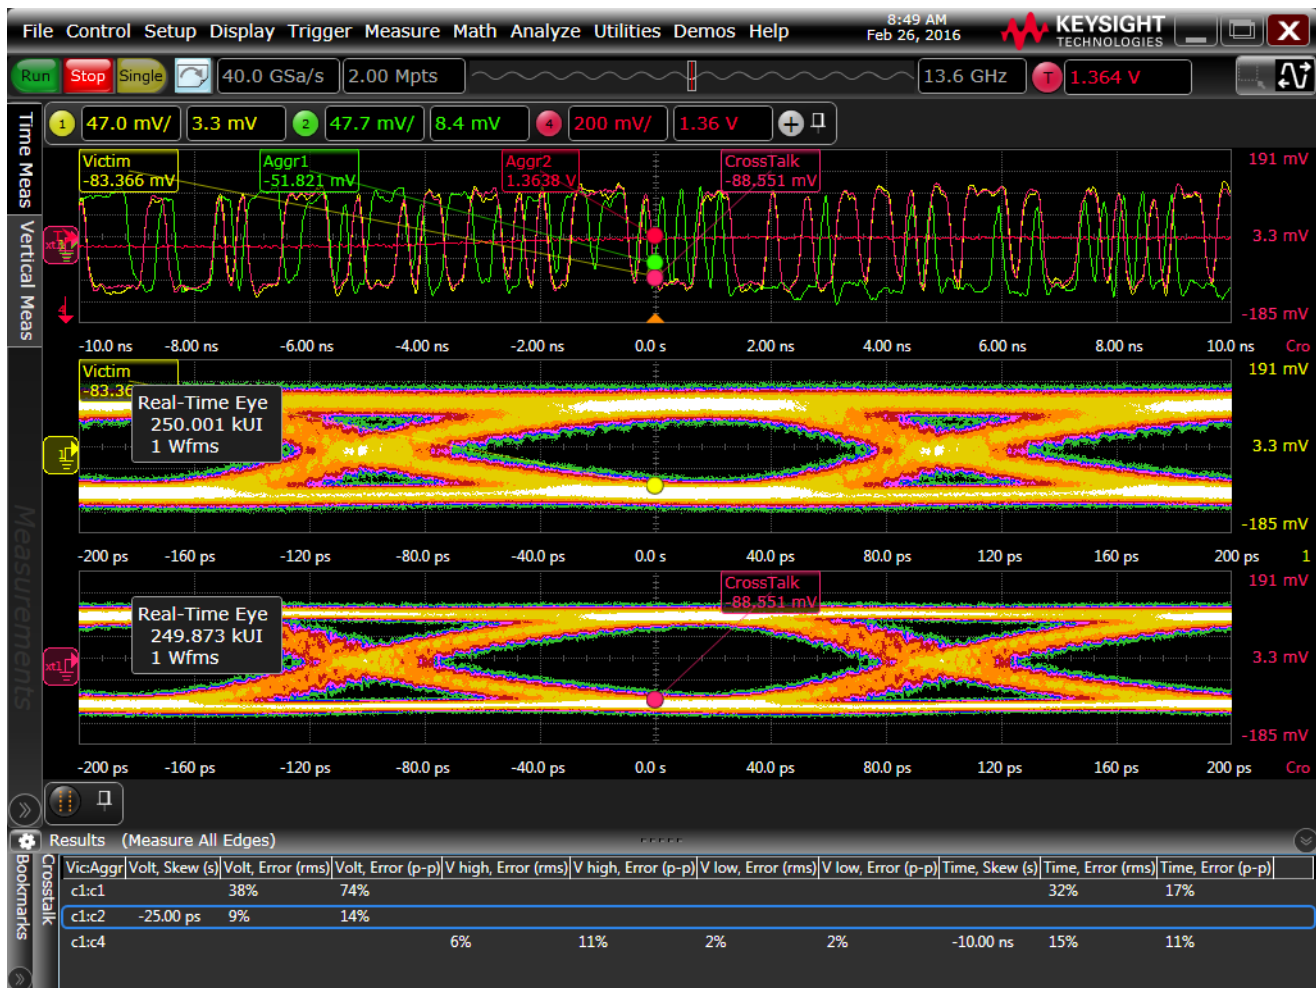 File Control Setup Display Trigger Measure Math Analyze Utilities Demos Help
8:49 AM
Feb 26, 2016
KEYSIGHT
TECHNOLOGIES
Run Stop Single 40.0 GSa/s 2.00 Mpts 13.6 GHz T 1.364 V
1 47.0 mV/ 3.3 mV 2 47.7 mV/ 8.4 mV 4 200 mV/ 1.36 V
Time Meas
Vertical Meas
Measurements
Victim
-83.366 mV
Aggr1
-51.821 mV
Aggr2
1.3638 V
CrossTalk
-88.551 mV
191 mV
3.3 mV
-185 mV
4
-10.0 ns -8.00 ns -6.00 ns -4.00 ns -2.00 ns 0.0 s 2.00 ns 4.00 ns 6.00 ns 8.00 ns 10.0 ns Cro
Victim
-83.36
Real-Time Eye
250.001 kUI
1 Wfms
191 mV
1
3.3 mV
-185 mV
-200 ps -160 ps -120 ps -80.0 ps -40.0 ps 0.0 s 40.0 ps 80.0 ps 120 ps 160 ps 200 ps 1
CrossTalk
-88.551 mV
Real-Time Eye
249.873 kUI
1 Wfms
191 mV
xt1
3.3 mV
-185 mV
-200 ps -160 ps -120 ps -80.0 ps -40.0 ps 0.0 s 40.0 ps 80.0 ps 120 ps 160 ps 200 ps Cro
Results (Measure All Edges)
Bookmarks
Crosstalk
Vic:Aggr Volt, Skew (s) Volt, Error (rms) Volt, Error (p-p) V high, Error (rms) V high, Error (p-p) V low, Error (rms) V low, Error (p-p) Time, Skew (s) Time, Error (rms) Time, Error (p-p)
c1:c1 38% 74% 32% 17%
c1:c2 -25.00 ps 9% 14%
c1:c4 6% 11% 2% 2% -10.00 ns 15% 11%